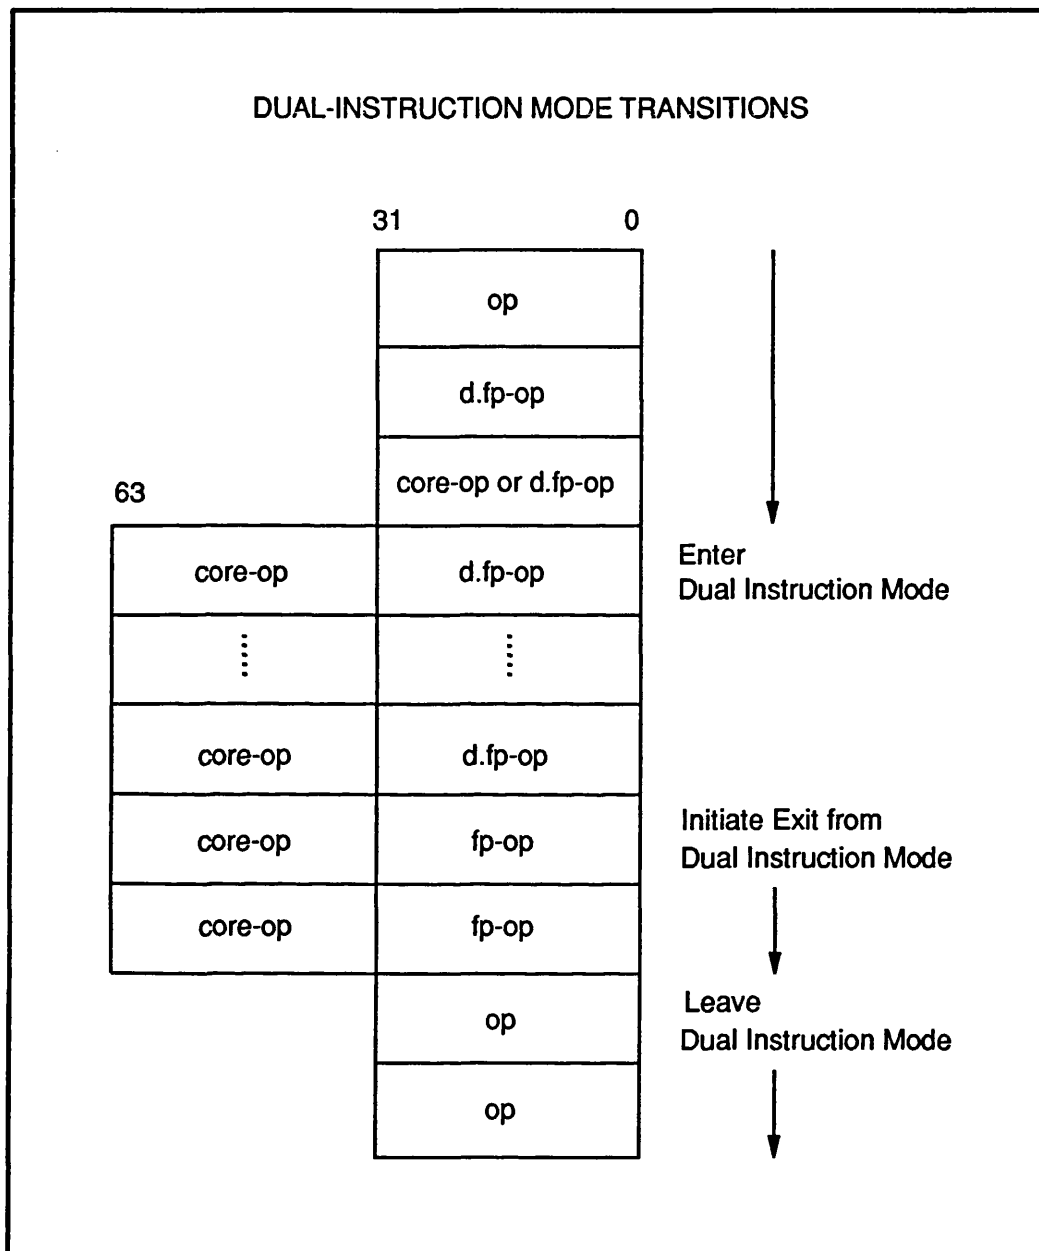 DUAL-INSTRUCTION MODE TRANSITIONS
31 0
op
d.fp-op
core-op or d.fp-op
63
core-op d.fp-op Enter
Dual Instruction Mode
core-op d.fp-op
core-op fp-op Initiate Exit from
Dual Instruction Mode
core-op fp-op
op Leave
Dual Instruction Mode
op